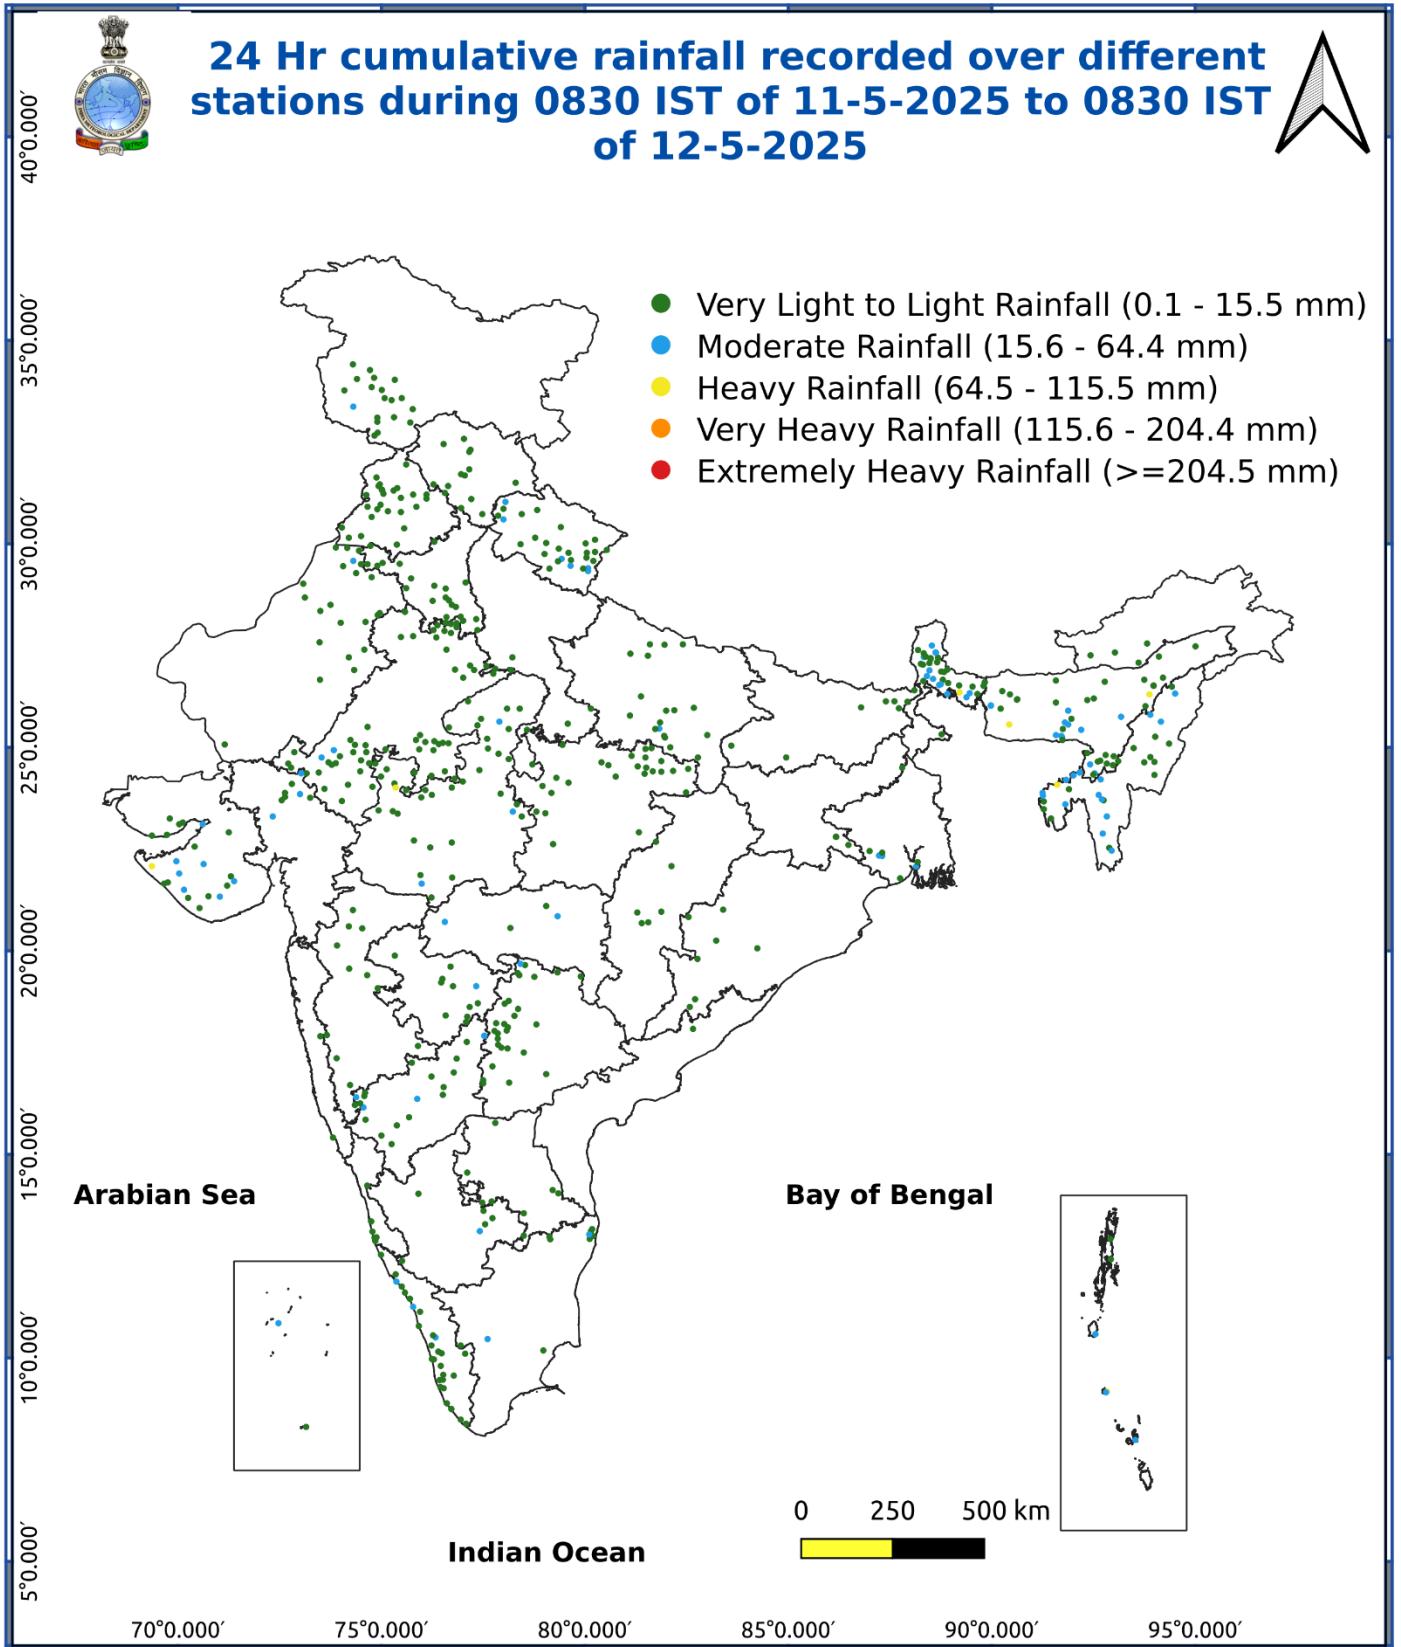 24 Hr cumulative rainfall recorded over different
stations during 0830 IST of 11-5-2025 to 0830 IST
of 12-5-2025
Very Light to Light Rainfall (0.1 - 15.5 mm)
Moderate Rainfall (15.6 - 64.4 mm)
Heavy Rainfall (64.5 - 115.5 mm)
Very Heavy Rainfall (115.6 - 204.4 mm)
Extremely Heavy Rainfall (>=204.5 mm)
40°0.000′
35°0.000′
30°0.000′
25°0.000′
20°0.000′
15°0.000′
10°0.000′
5°0.000′
Arabian Sea
Bay of Bengal
Indian Ocean
0 250 500 km
70°0.000′ 75°0.000′ 80°0.000′ 85°0.000′ 90°0.000′ 95°0.000′